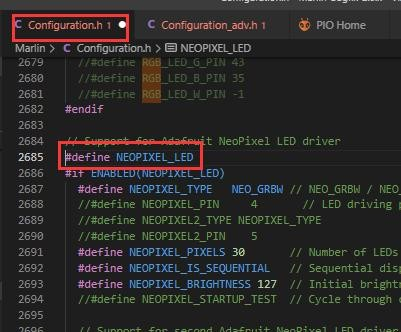 C Configuration.h 1
C Configuration_adv.h 1
PIO Home
Marlin > C Configuration.h > NEOPIXEL_LED
2679 //#define RGB_LED_G_PIN 43
2680 //#define RGB_LED_B_PIN 35
2681 //#define RGB_LED_W_PIN -1
2682 #endif
2683
2684 // Support for Adafruit NeoPixel LED driver
2685 #define NEOPIXEL_LED
2686 #if ENABLED(NEOPIXEL_LED)
2687 #define NEOPIXEL_TYPE NEO_GRBW // NEO_GRBW / NEO_
2688 //#define NEOPIXEL_PIN 4 // LED driving p
2689 //#define NEOPIXEL2_TYPE NEOPIXEL_TYPE
2690 //#define NEOPIXEL2_PIN 5
2691 #define NEOPIXEL_PIXELS 30 // Number of LEDs
2692 #define NEOPIXEL_IS_SEQUENTIAL // Sequential disp
2693 #define NEOPIXEL_BRIGHTNESS 127 // Initial brightn
2694 //#define NEOPIXEL_STARTUP_TEST // Cycle through c
2695
2696 // Support for second Adafruit NeoPixel LED driver